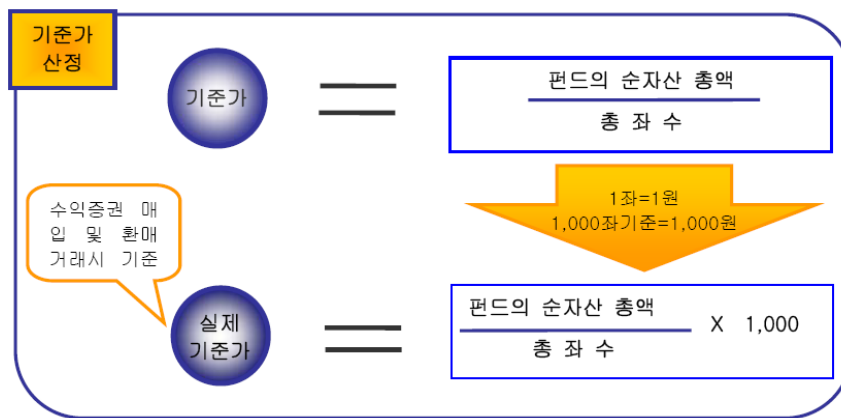 기준가
산정
기준가
펀드의 순자산 총액
총 좌 수
1좌=1원
1,000좌기준=1,000원
수익증권 매
입 및 환매
거래시 기준
실제
기준가
펀드의 순자산 총액
총 좌 수
X 1,000